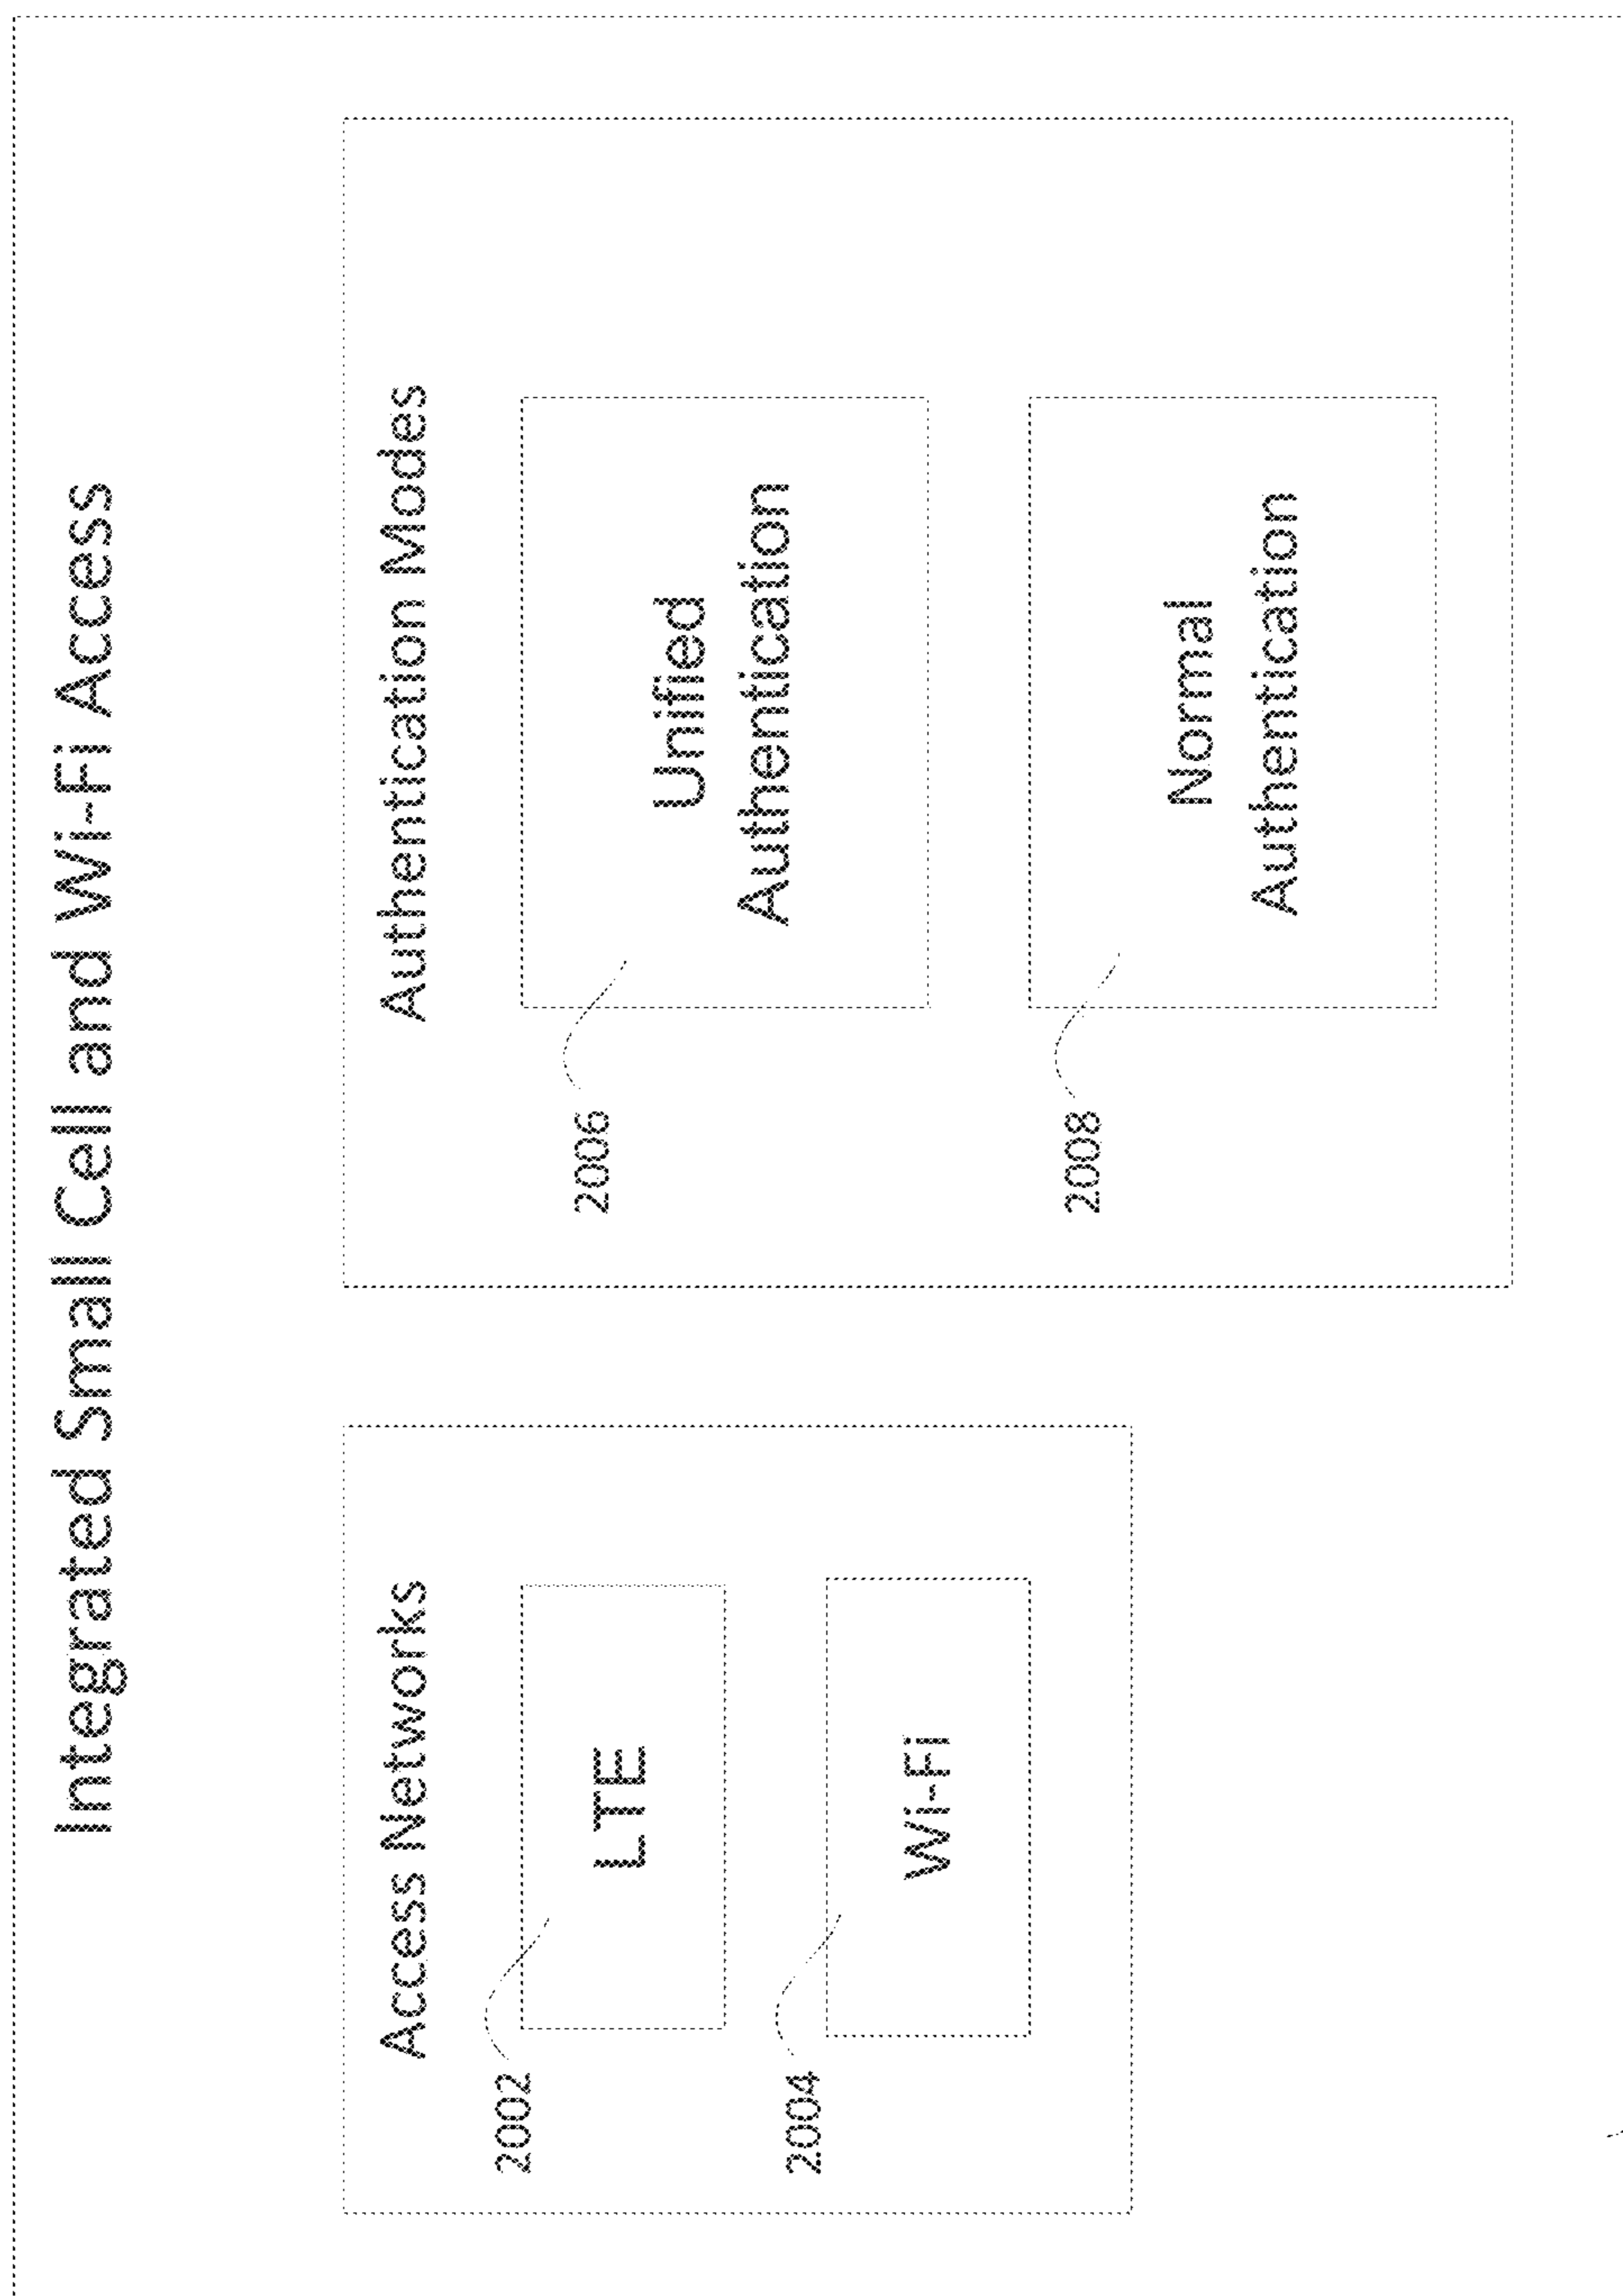 Integrated Small Cell and Wi-Fi Access
Access Networks
2002
LTE
2004
Wi-Fi
Authentication Modes
2006
Unified
Authentication
2008
Normal
Authentication